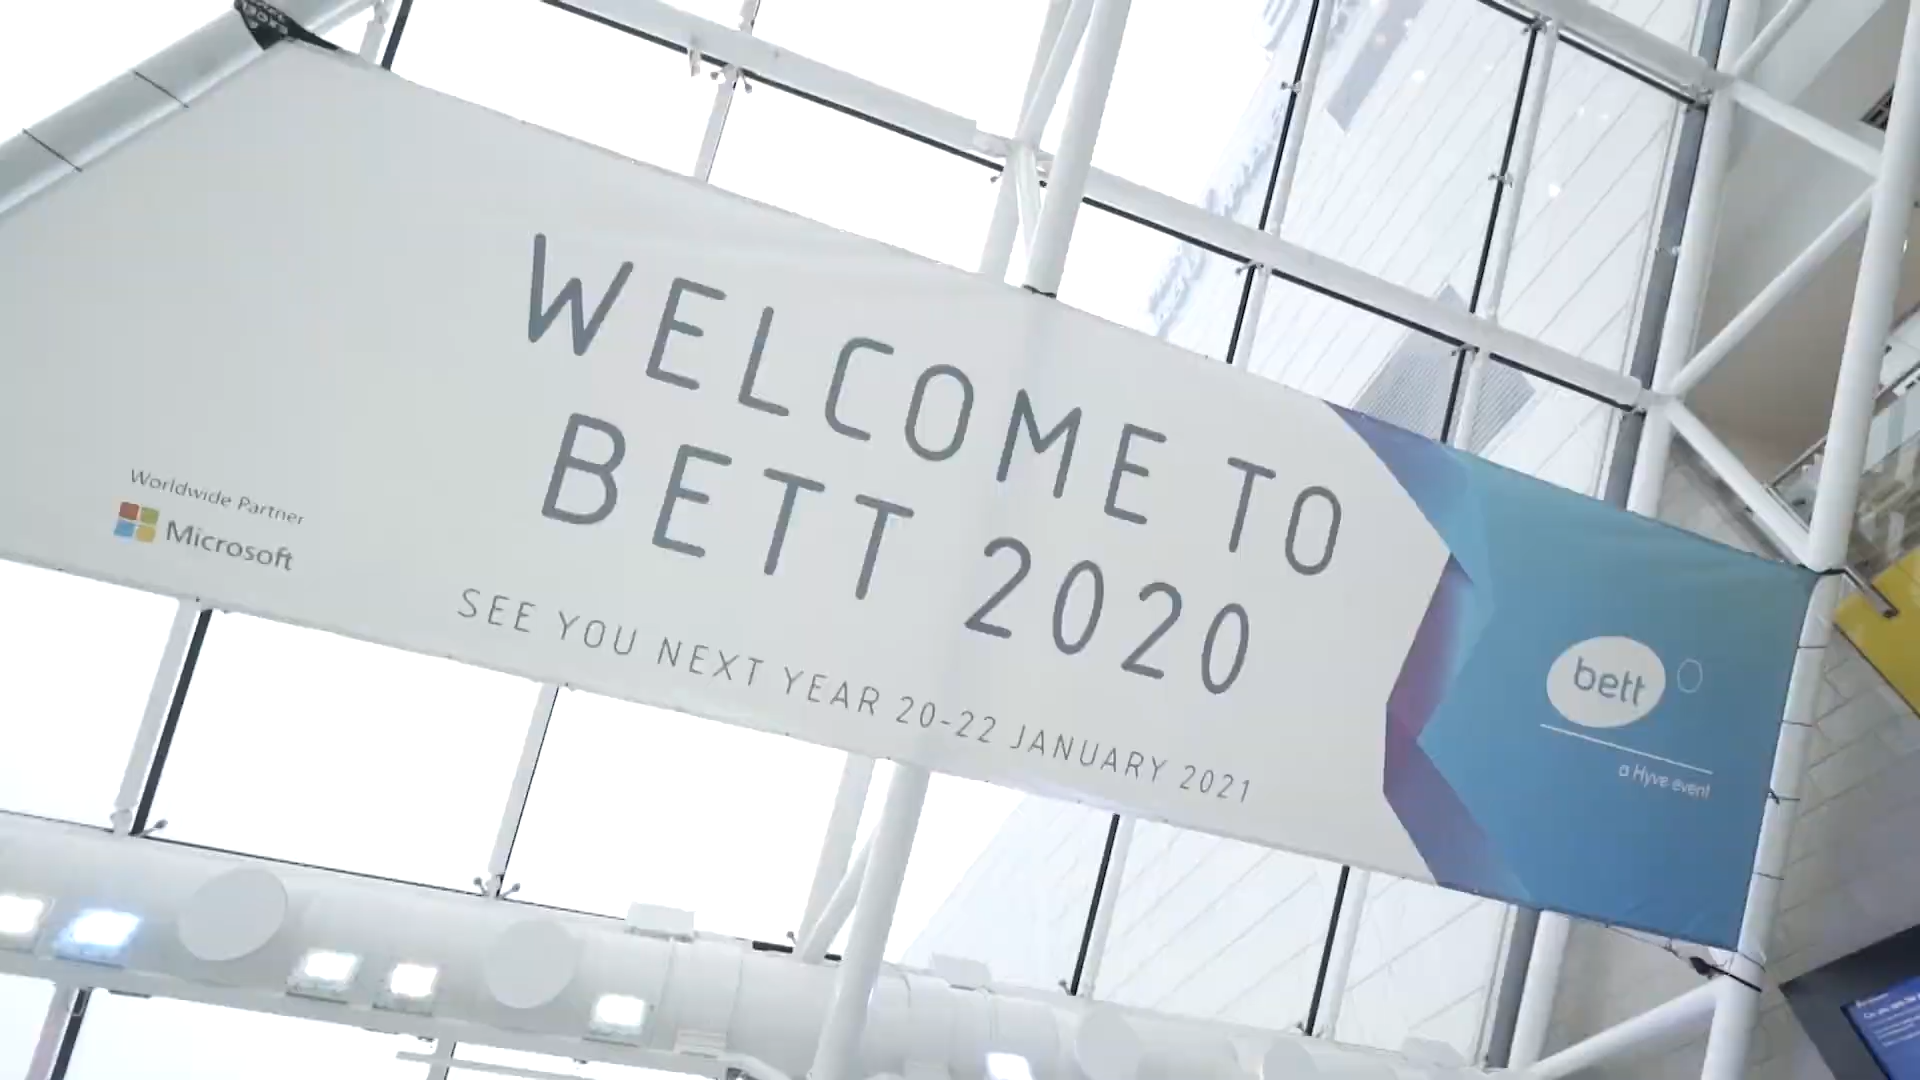 WELCOME TO
BETT 2020
SEE YOU NEXT YEAR 20-22 JANUARY 2021
Worldwide Partner
Microsoft
bett
a Hyve event